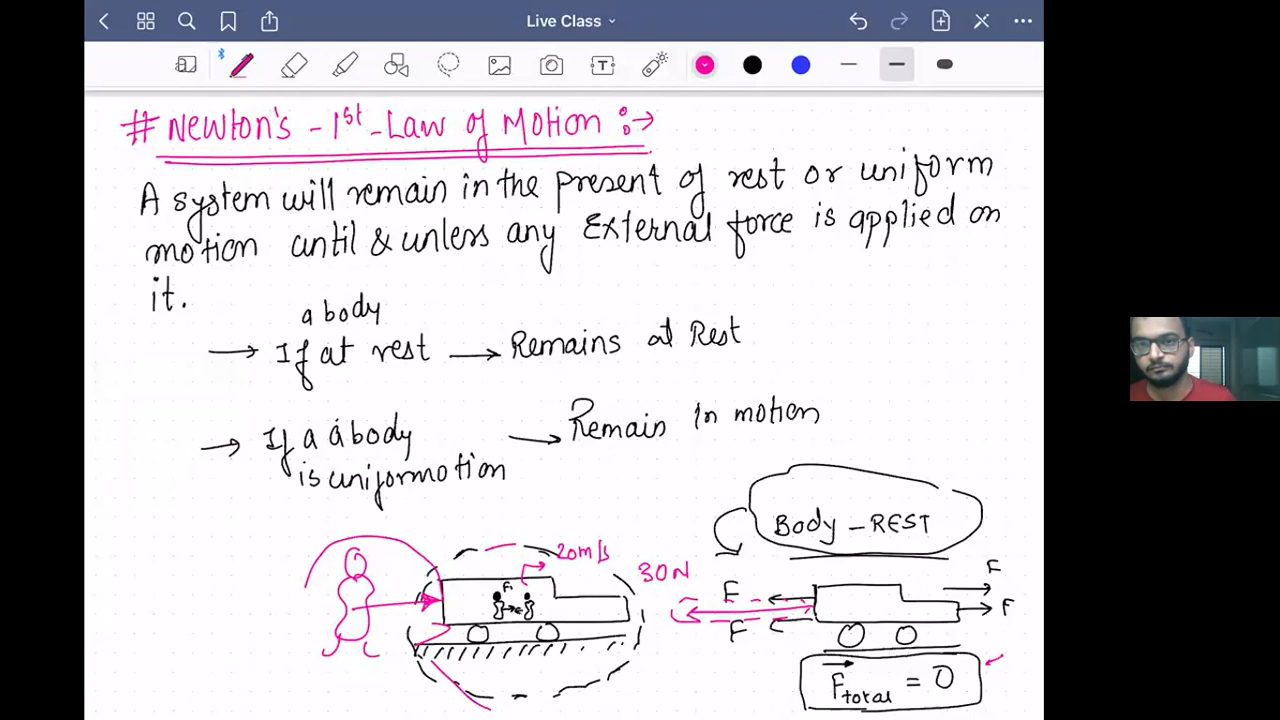 Live Class
# Newton's - 1st - Law of Motion :→
A system will remain in the present of rest or uniform
motion until & unless any External force is applied on
it.
a body
→ If at rest → Remains at Rest
→ If a a body → Remain in motion
is uniformotion
Body - REST
20m/s
30N
F
F
F
F
F
F total = 0